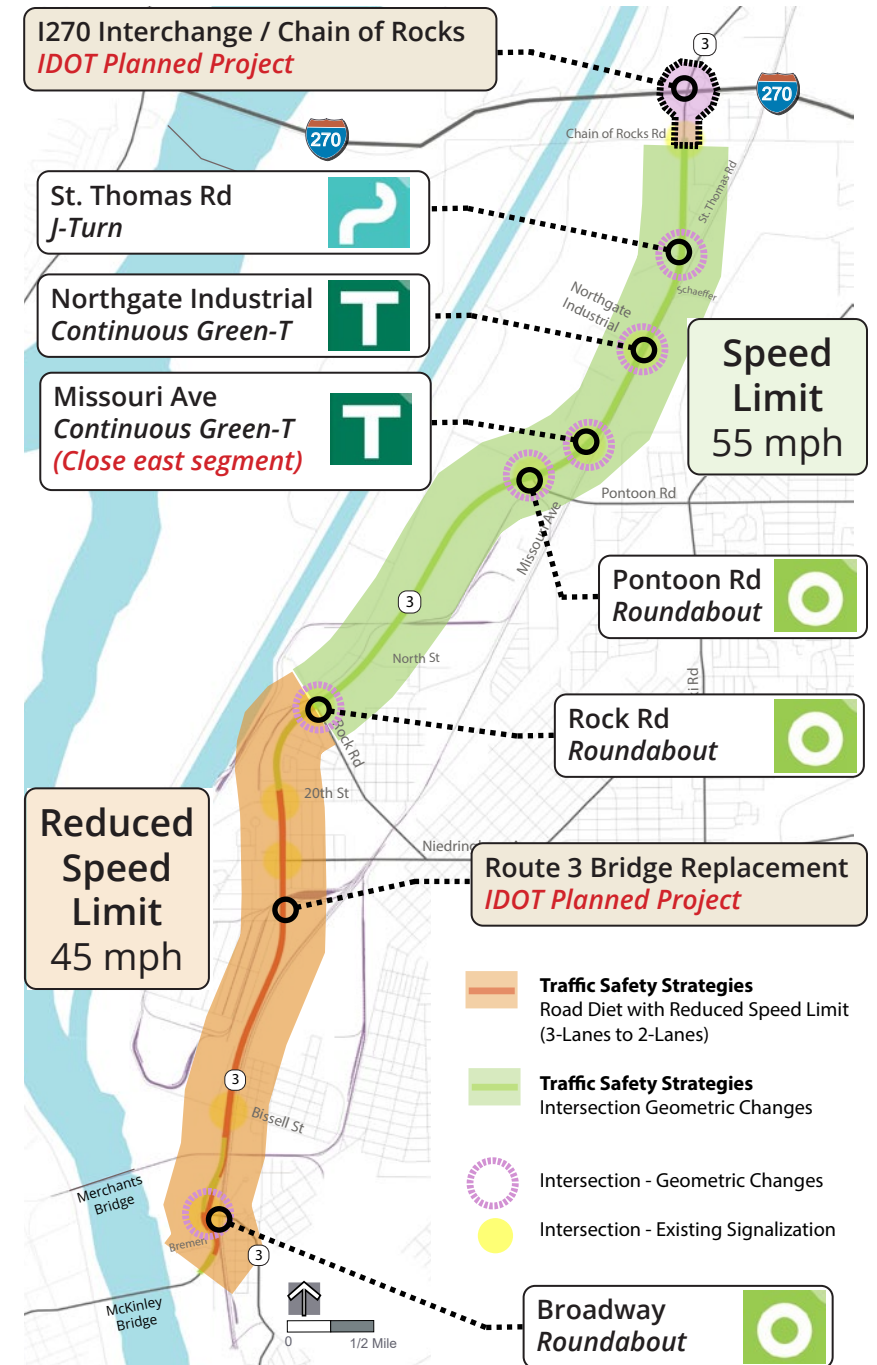 I270 Interchange / Chain of Rocks
IDOT Planned Project
3
270
270
Chain of Rocks Rd
St. Thomas Rd
St. Thomas Rd
J-Turn
Schaeffer
Northgate
Industrial
Northgate Industrial
Continuous Green-T
T
Speed
Limit
55 mph
Missouri Ave
Continuous Green-T
(Close east segment)
T
Pontoon Rd
Missouri Ave
Pontoon Rd
Roundabout
3
North St
ki Rd
Rock Rd
Roundabout
Rock Rd
20th St
Reduced
Speed
Limit
45 mph
Route 3 Bridge Replacement
IDOT Planned Project
Traffic Safety Strategies
Road Diet with Reduced Speed Limit
(3-Lanes to 2-Lanes)
3
Traffic Safety Strategies
Intersection Geometric Changes
Bissell St
Intersection - Geometric Changes
Merchants
Bridge
Intersection - Existing Signalization
Bremen
3
McKinley
Bridge
0
1/2 Mile
Broadway
Roundabout